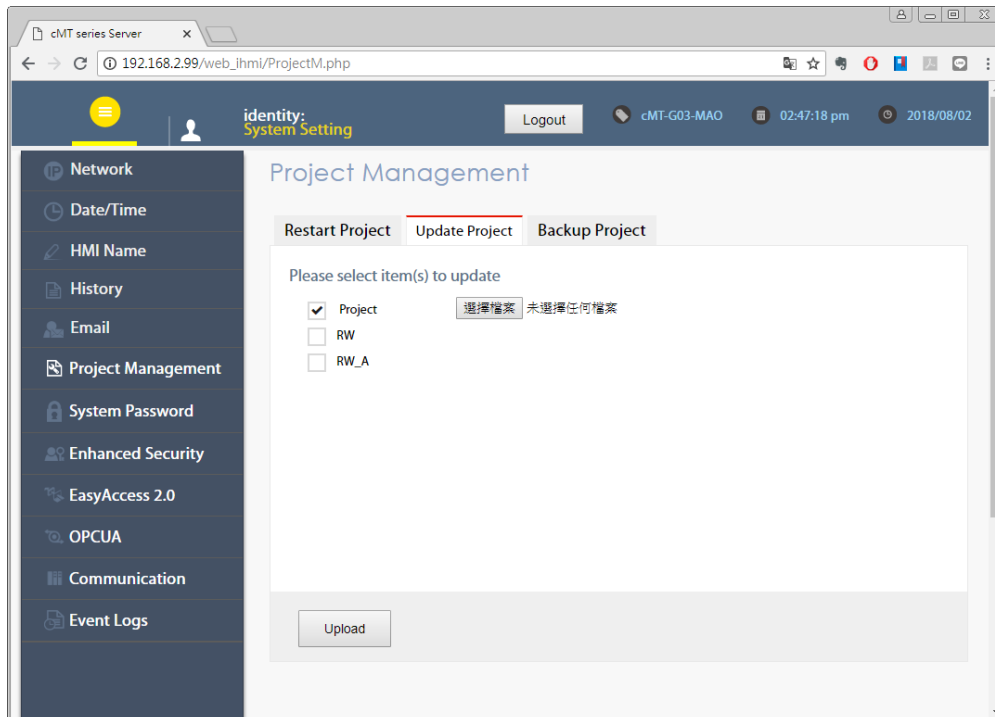 cMT series Server
192.168.2.99/web_ihmi/ProjectM.php
identity:
System Setting
Logout
cMT-G03-MAO
02:47:18 pm
2018/08/02
Network
Date/Time
HMI Name
History
Email
Project Management
System Password
Enhanced Security
EasyAccess 2.0
OPCUA
Communication
Event Logs
Project Management
Restart Project Update Project Backup Project
Please select item(s) to update
Project 選擇檔案 未選擇任何檔案
RW
RW_A
Upload